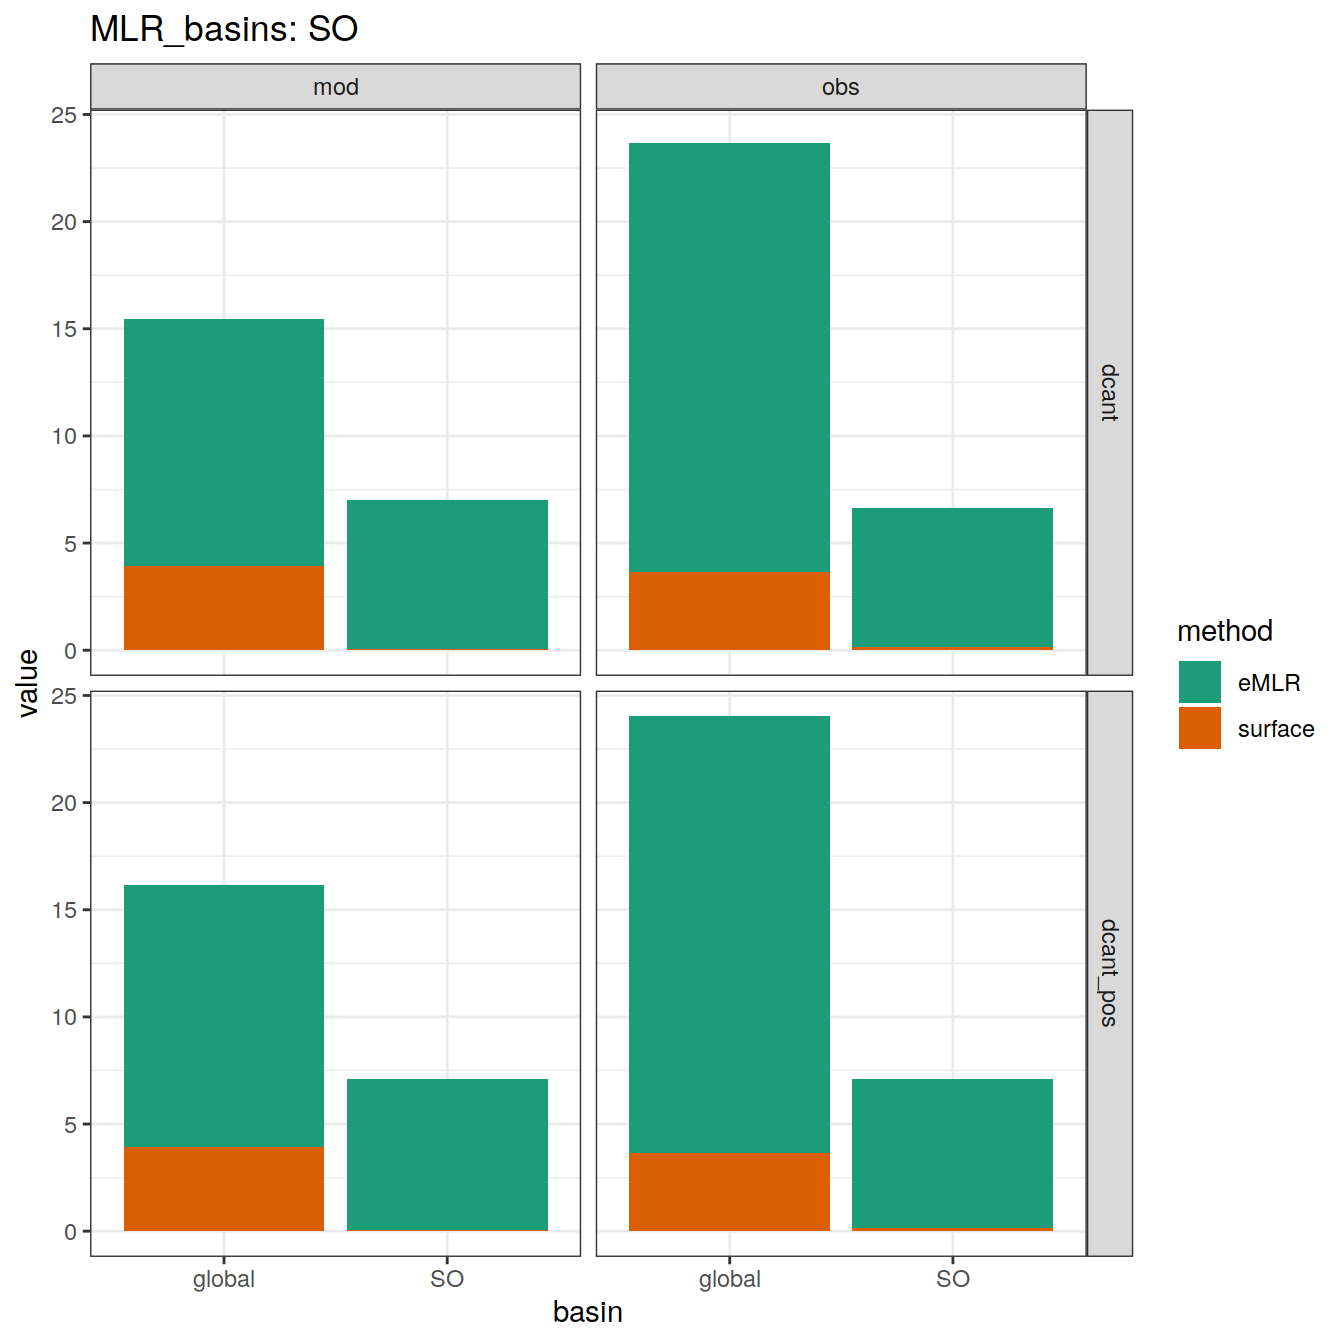 MLR_basins: SO
mod
obs
25
20
15
10
5
0
dcant
25
20
15
10
5
0
dcant_pos
value
global
SO
global
SO
basin
method
eMLR
surface